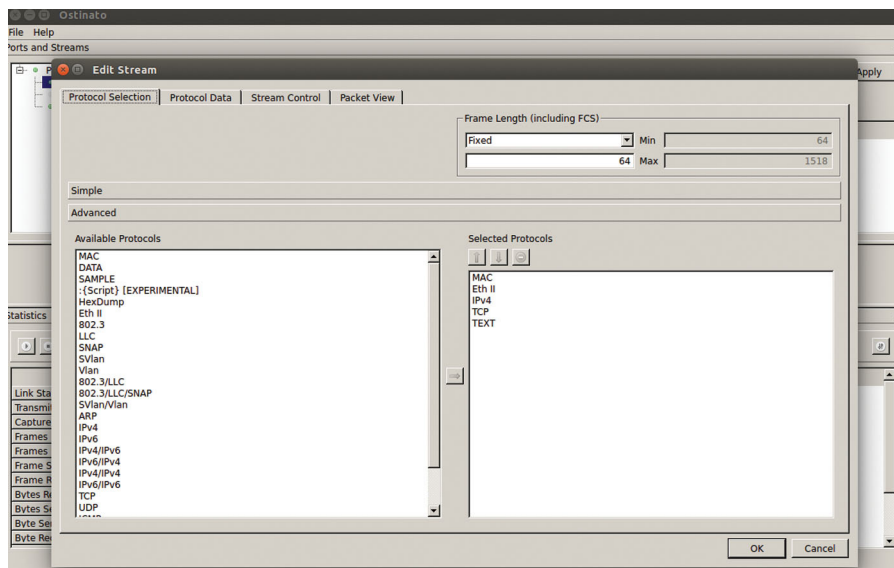 Ostinato
File Help
Ports and Streams
Edit Stream
Apply
Protocol Selection
Protocol Data
Stream Control
Packet View
Frame Length (including FCS)
Fixed
Min
64
64
Max
1518
Simple
Advanced
Available Protocols
MAC
DATA
SAMPLE
:{Script} [EXPERIMENTAL]
HexDump
Eth II
802.3
LLC
SNAP
SVlan
Vlan
802.3/LLC
802.3/LLC/SNAP
SVlan/Vlan
ARP
IPv4
IPv6
IPv4/IPv6
IPv6/IPv4
IPv4/IPv4
IPv6/IPv6
TCP
UDP
Selected Protocols
MAC
Eth II
IPv4
TCP
TEXT
Statistics
Link Sta
Transmi
Capture
Frames
Frames
Frame S
Frame R
Bytes Re
Bytes Se
Byte Se
Byte Re
OK
Cancel